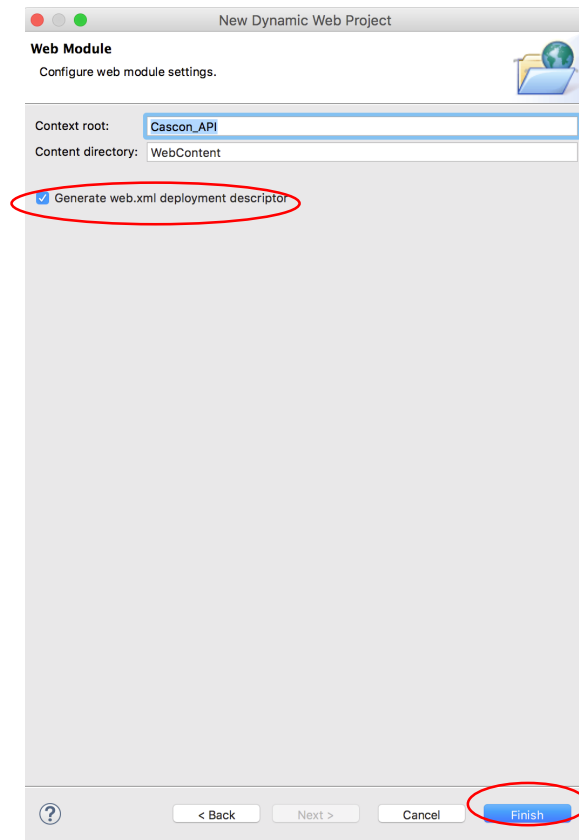 New Dynamic Web Project
Web Module
Configure web module settings.
Context root: Cascon_API
Content directory: WebContent
Generate web.xml deployment descriptor
? < Back Next > Cancel Finish